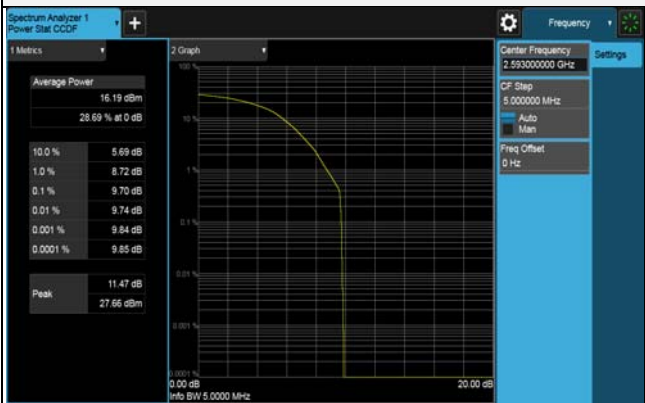 Spectrum Analyzer 1
Power Stat CCDF
+
Frequency
1 Metrics
2 Graph
Center Frequency
2.593000000 GHz
Settings
CF Step
5.000000 MHz
Auto
Man
Freq Offset
0 Hz
Average Power
16.19 dBm
28.69 % at 0 dB
10.0 % 5.69 dB
1.0 % 8.72 dB
0.1 % 9.70 dB
0.01 % 9.74 dB
0.001 % 9.84 dB
0.0001 % 9.85 dB
Peak
11.47 dB
27.66 dBm
100 %
10 %
1 %
0.1 %
0.01 %
0.001 %
0.0001 %
0.00 dB
20.00 dB
Info BW 5.0000 MHz